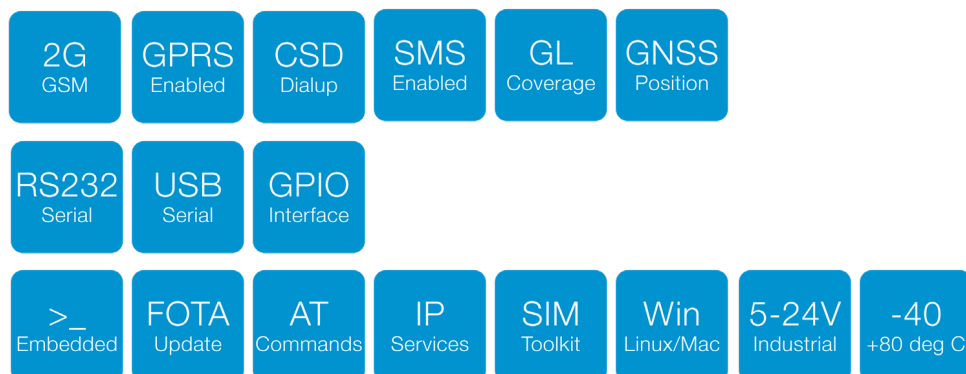 2G GPRS CSD SMS GL GNSS
GSM Enabled Dialup Enabled Coverage Position
RS232 USB GPIO
Serial Serial Interface
>_ FOTA AT IP SIM Win 5-24V -40
Embedded Update Commands Services Toolkit Linux/Mac Industrial +80 deg C